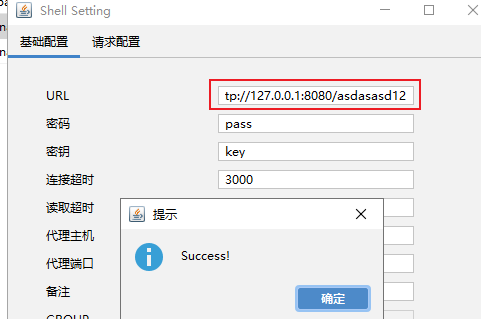 Shell Setting
基础配置 请求配置
URL tp://127.0.0.1:8080/asdasasd12
密码 pass
密钥 key
连接超时 3000
读取超时
提示
代理主机
代理端口
Success!
备注
确定
GROUP